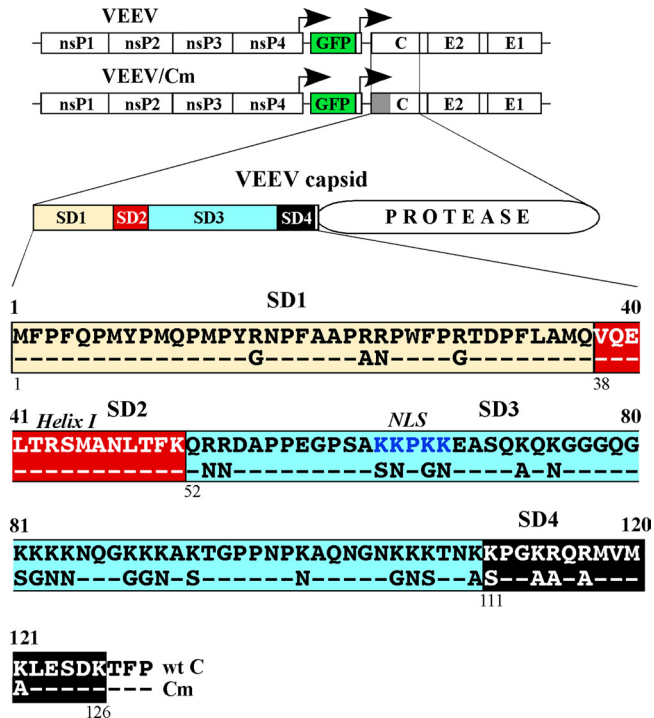 VEEV
nsP1 nsP2 nsP3 nsP4 GFP C E2 E1
VEEV/Cm
nsP1 nsP2 nsP3 nsP4 GFP C E2 E1
VEEV capsid
SD1 SD2 SD3 SD4 PROTEASE
1 SD1 40
MFPFQPMYPMQPMPYRNPFAAPRRPWFPRTDPFLAMQVQE
---------------G------AN----G-----------
1 38
41 Helix I SD2 NLS SD3 80
LTRSMANLTFKQRRDAPPEGPSAKKPKKEASQKQKGGGQG
------------NN---------SN-GN----A-N-----
52
81 SD4 120
KKKKNQGKKKAKTGPPNPKAQNGNKKKTNKKPGKRQRMVM
SGNN---GGN-S------N-----GNS--AS--AA-A---
111
121
KLESDKTFP wt C
A-------- Cm
126